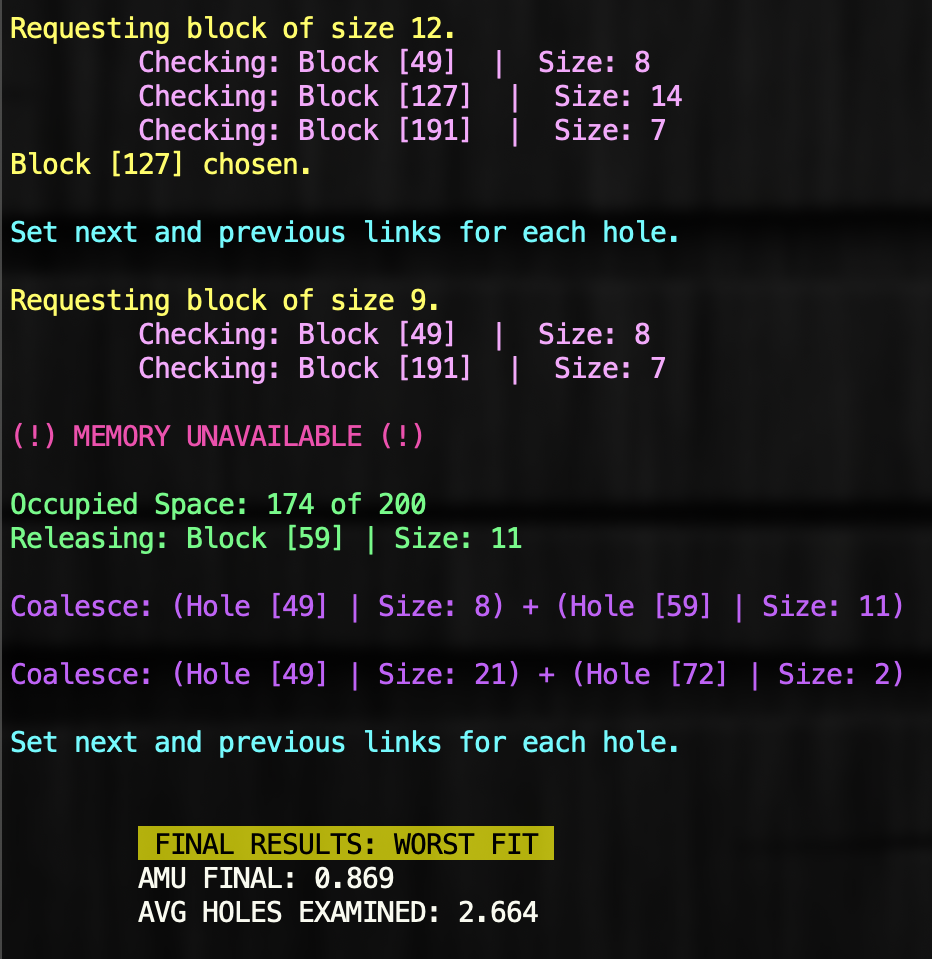 Requesting block of size 12.
Checking: Block [49] | Size: 8
Checking: Block [127] | Size: 14
Checking: Block [191] | Size: 7
Block [127] chosen.
Set next and previous links for each hole.
Requesting block of size 9.
Checking: Block [49] | Size: 8
Checking: Block [191] | Size: 7
(!) MEMORY UNAVAILABLE (!)
Occupied Space: 174 of 200
Releasing: Block [59] | Size: 11
Coalesce: (Hole [49] | Size: 8) + (Hole [59] | Size: 11)
Coalesce: (Hole [49] | Size: 21) + (Hole [72] | Size: 2)
Set next and previous links for each hole.
FINAL RESULTS: WORST FIT
AMU FINAL: 0.869
AVG HOLES EXAMINED: 2.664